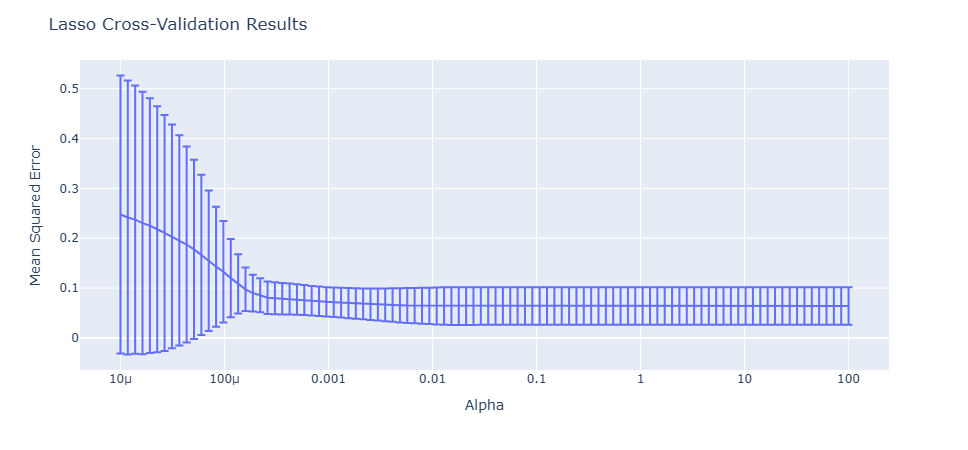 Lasso Cross-Validation Results
Mean Squared Error
0.5
0.4
0.3
0.2
0.1
0
10μ 100μ 0.001 0.01 0.1 1 10 100
Alpha